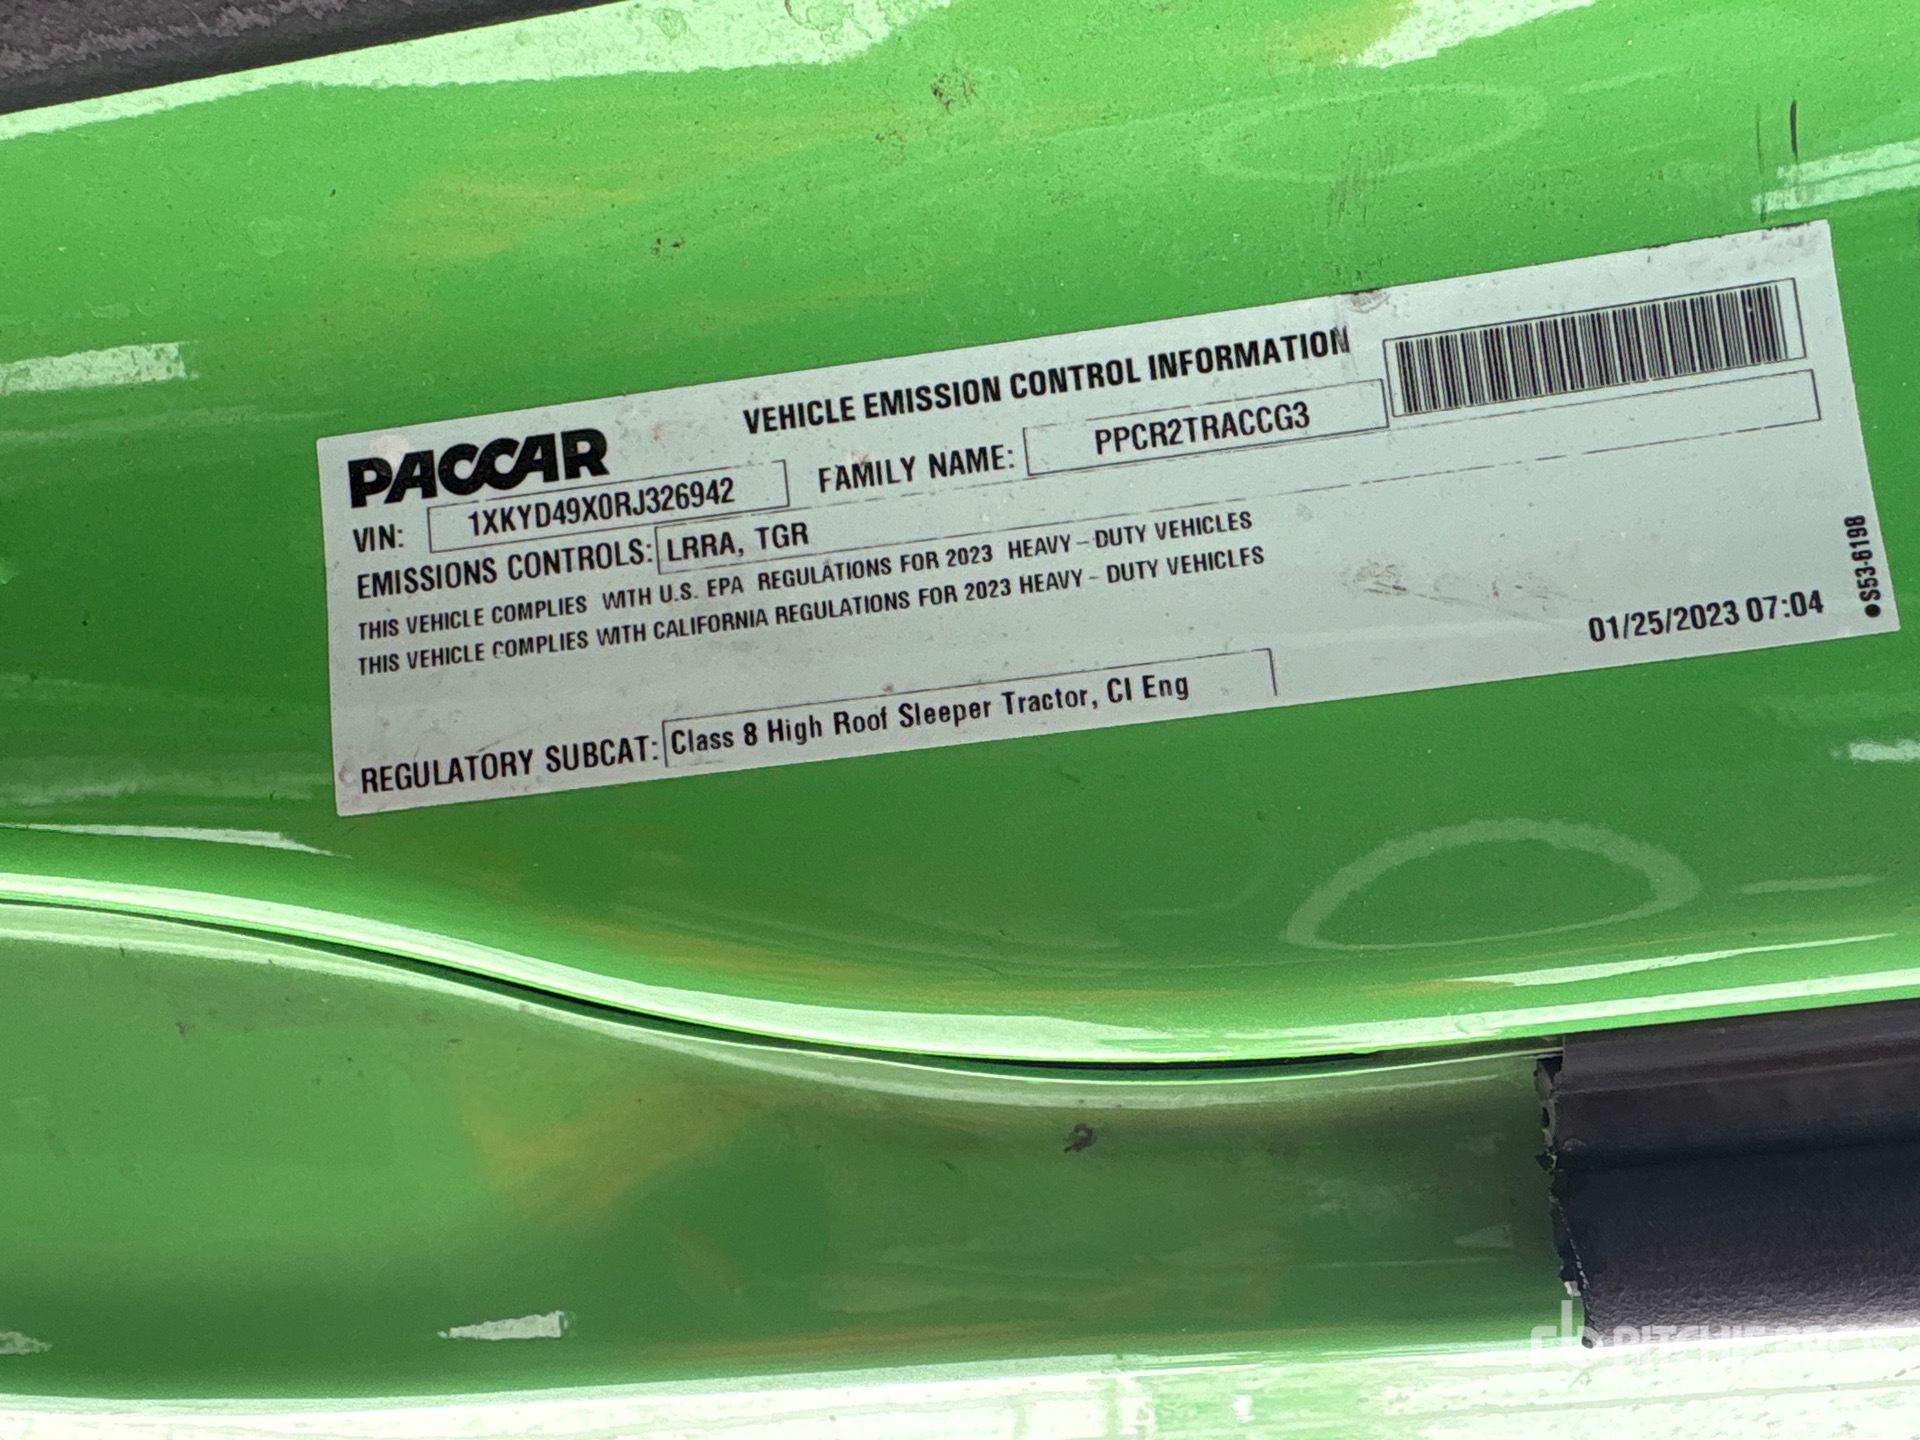 VEHICLE EMISSION CONTROL INFORMATION
PACCAR
VIN: 1XKYD49X0RJ326942
FAMILY NAME: PPCR2TRACCG3
EMISSIONS CONTROLS: LRRA, TGR
THIS VEHICLE COMPLIES WITH U.S. EPA REGULATIONS FOR 2023 HEAVY - DUTY VEHICLES
THIS VEHICLE COMPLIES WITH CALIFORNIA REGULATIONS FOR 2023 HEAVY - DUTY VEHICLES
01/25/2023 07:04
S53-6198
REGULATORY SUBCAT: Class 8 High Roof Sleeper Tractor, CI Eng